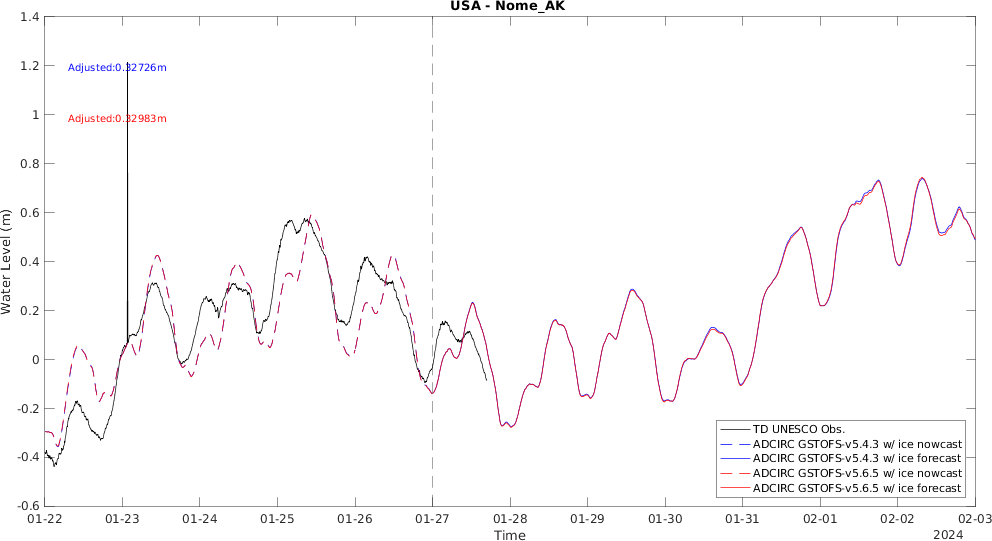 USA - Nome_AK
1.4
1.2
1
0.8
0.6
0.4
0.2
0
-0.2
-0.4
-0.6
Water Level (m)
Adjusted:0.32726m
Adjusted:0.32983m
TD UNESCO Obs.
ADCIRC GSTOFS-v5.4.3 w/ ice nowcast
ADCIRC GSTOFS-v5.4.3 w/ ice forecast
ADCIRC GSTOFS-v5.6.5 w/ ice nowcast
ADCIRC GSTOFS-v5.6.5 w/ ice forecast
01-22 01-23 01-24 01-25 01-26 01-27 01-28 01-29 01-30 01-31 02-01 02-02 02-03
Time
2024